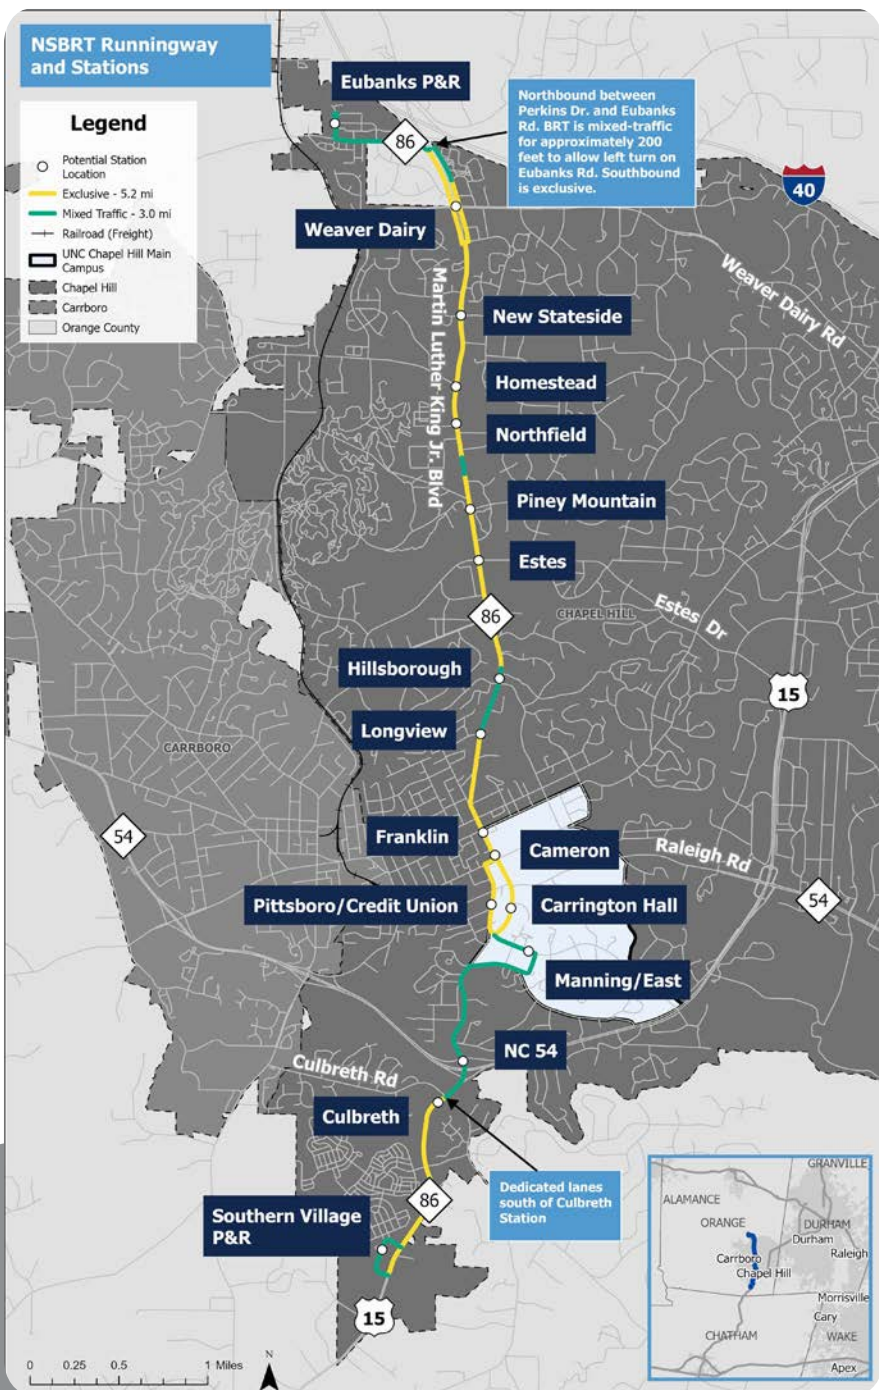 NSBRT Runningway
and Stations
Legend
Potential Station
Location
Exclusive - 5.2 mi
Mixed Traffic - 3.0 mi
Railroad (Freight)
UNC Chapel Hill Main
Campus
Chapel Hill
Carrboro
Orange County
Eubanks P&R
86
Northbound between
Perkins Dr. and Eubanks
Rd. BRT is mixed-traffic
for approximately 200
feet to allow left turn on
Eubanks Rd. Southbound
is exclusive.
40
Weaver Dairy
Weaver Dairy Rd
Martin Luther King Jr. Blvd
New Stateside
Homestead
Northfield
Piney Mountain
Estes
86
CHAPEL HILL
Estes Dr
Hillsborough
15
Longview
CARRBORO
54
Franklin
Cameron
Raleigh Rd
54
Pittsboro/Credit Union
Carrington Hall
Manning/East
NC 54
Culbreth Rd
Culbreth
86
Dedicated lanes
south of Culbreth
Station
Southern Village
P&R
15
GRANVILLE
ALAMANCE
ORANGE
DURHAM
Durham
Carrboro
Raleigh
Chapel Hill
Morrisville
Cary
CHATHAM
WAKE
Apex
0 0.25 0.5 1 Miles
N